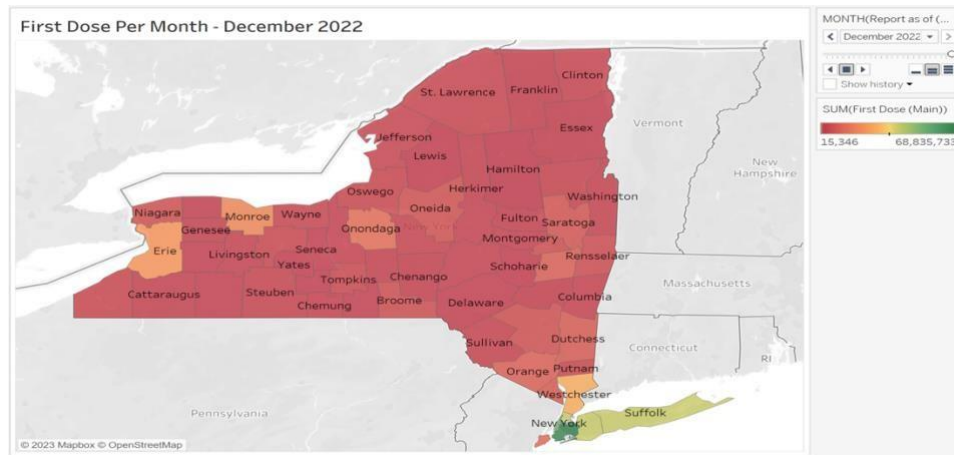 First Dose Per Month - December 2022
MONTH(Report as of (...
December 2022
Show history
SUM(First Dose (Main))
15,346 68,835,733
Clinton
St. Lawrence
Franklin
Vermont
Essex
Jefferson
Lewis
Hamilton
New
Hampshire
Oswego
Herkimer
Washington
Niagara
Monroe
Wayne
Oneida
Fulton
Saratoga
Genesee
Onondaga
New York
Montgomery
Erie
Livingston
Seneca
Yates
Schoharie
Rensselaer
Tompkins
Chenango
Massachusetts
Cattaraugus
Steuben
Broome
Delaware
Columbia
Chemung
Sullivan
Dutchess
Connecticut
RI
Orange
Putnam
Westchester
Pennsylvania
New York
Suffolk
© 2023 Mapbox © OpenStreetMap